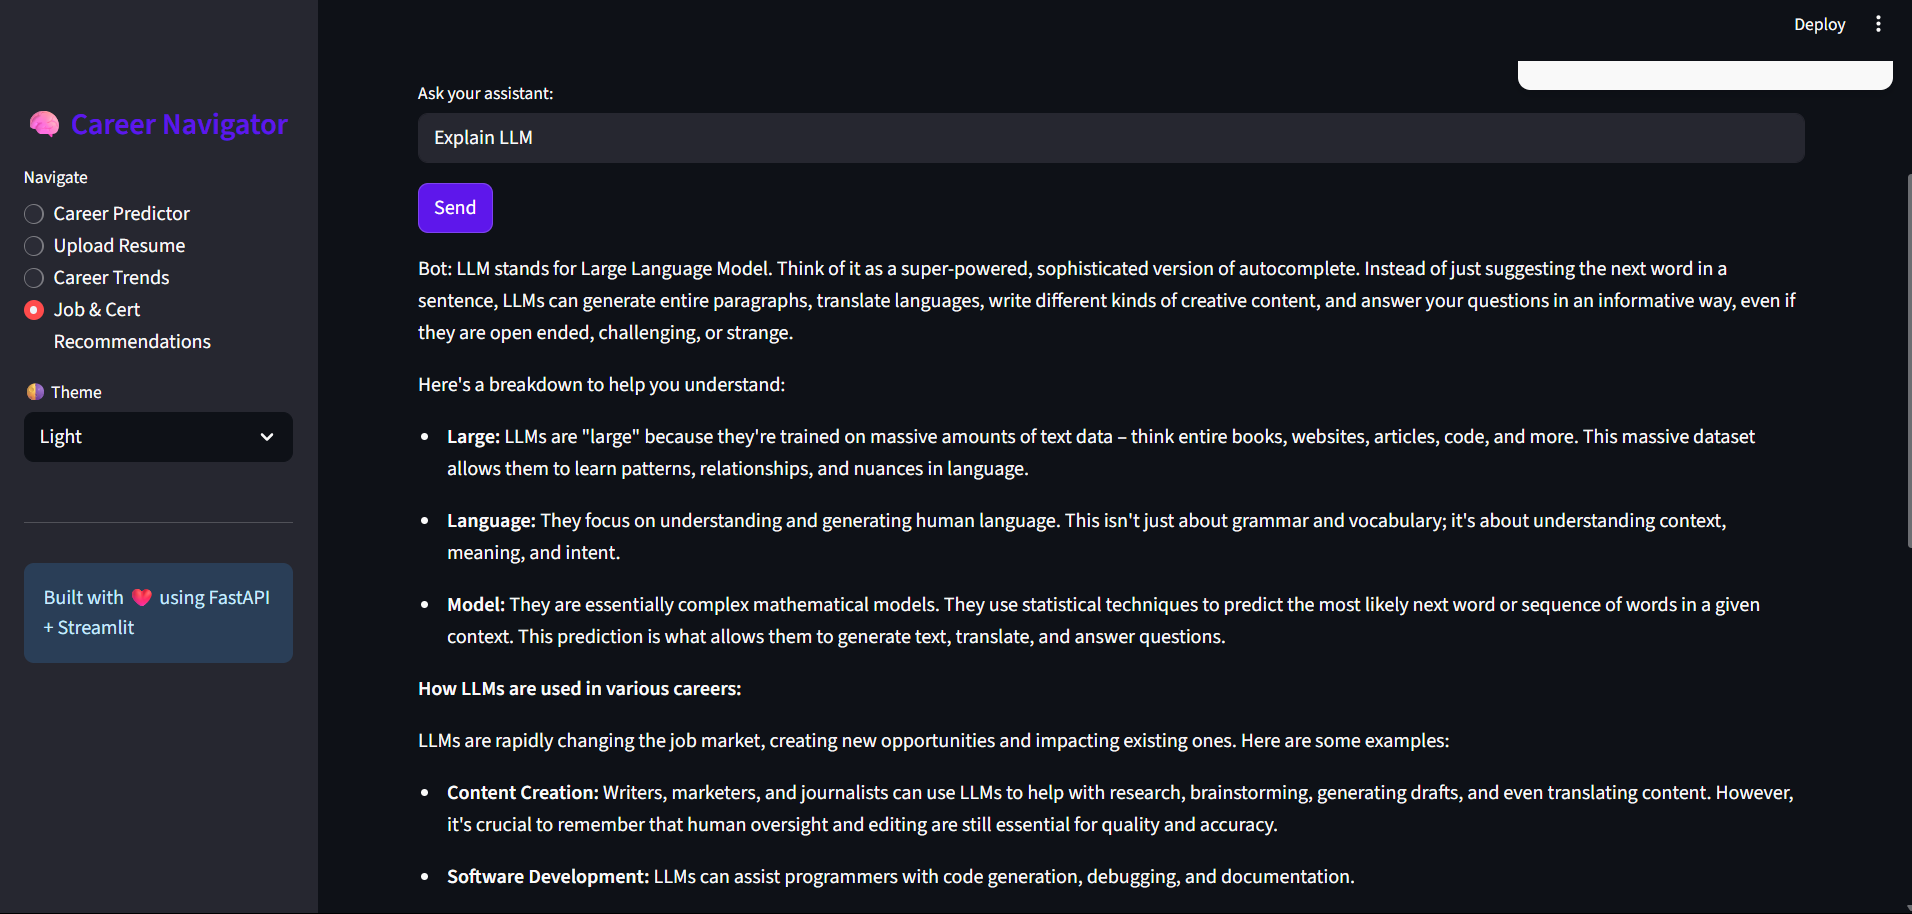 Deploy
🧠 Career Navigator
Navigate
Career Predictor
Upload Resume
Career Trends
Job & Cert
Recommendations
Theme
Light
Built with ❤️ using FastAPI
+ Streamlit
Ask your assistant:
Explain LLM
Send
Bot: LLM stands for Large Language Model. Think of it as a super-powered, sophisticated version of autocomplete. Instead of just suggesting the next word in a
sentence, LLMs can generate entire paragraphs, translate languages, write different kinds of creative content, and answer your questions in an informative way, even if
they are open ended, challenging, or strange.
Here's a breakdown to help you understand:
• Large: LLMs are "large" because they're trained on massive amounts of text data – think entire books, websites, articles, code, and more. This massive dataset
allows them to learn patterns, relationships, and nuances in language.
• Language: They focus on understanding and generating human language. This isn't just about grammar and vocabulary; it's about understanding context,
meaning, and intent.
• Model: They are essentially complex mathematical models. They use statistical techniques to predict the most likely next word or sequence of words in a given
context. This prediction is what allows them to generate text, translate, and answer questions.
How LLMs are used in various careers:
LLMs are rapidly changing the job market, creating new opportunities and impacting existing ones. Here are some examples:
• Content Creation: Writers, marketers, and journalists can use LLMs to help with research, brainstorming, generating drafts, and even translating content. However,
it's crucial to remember that human oversight and editing are still essential for quality and accuracy.
• Software Development: LLMs can assist programmers with code generation, debugging, and documentation.